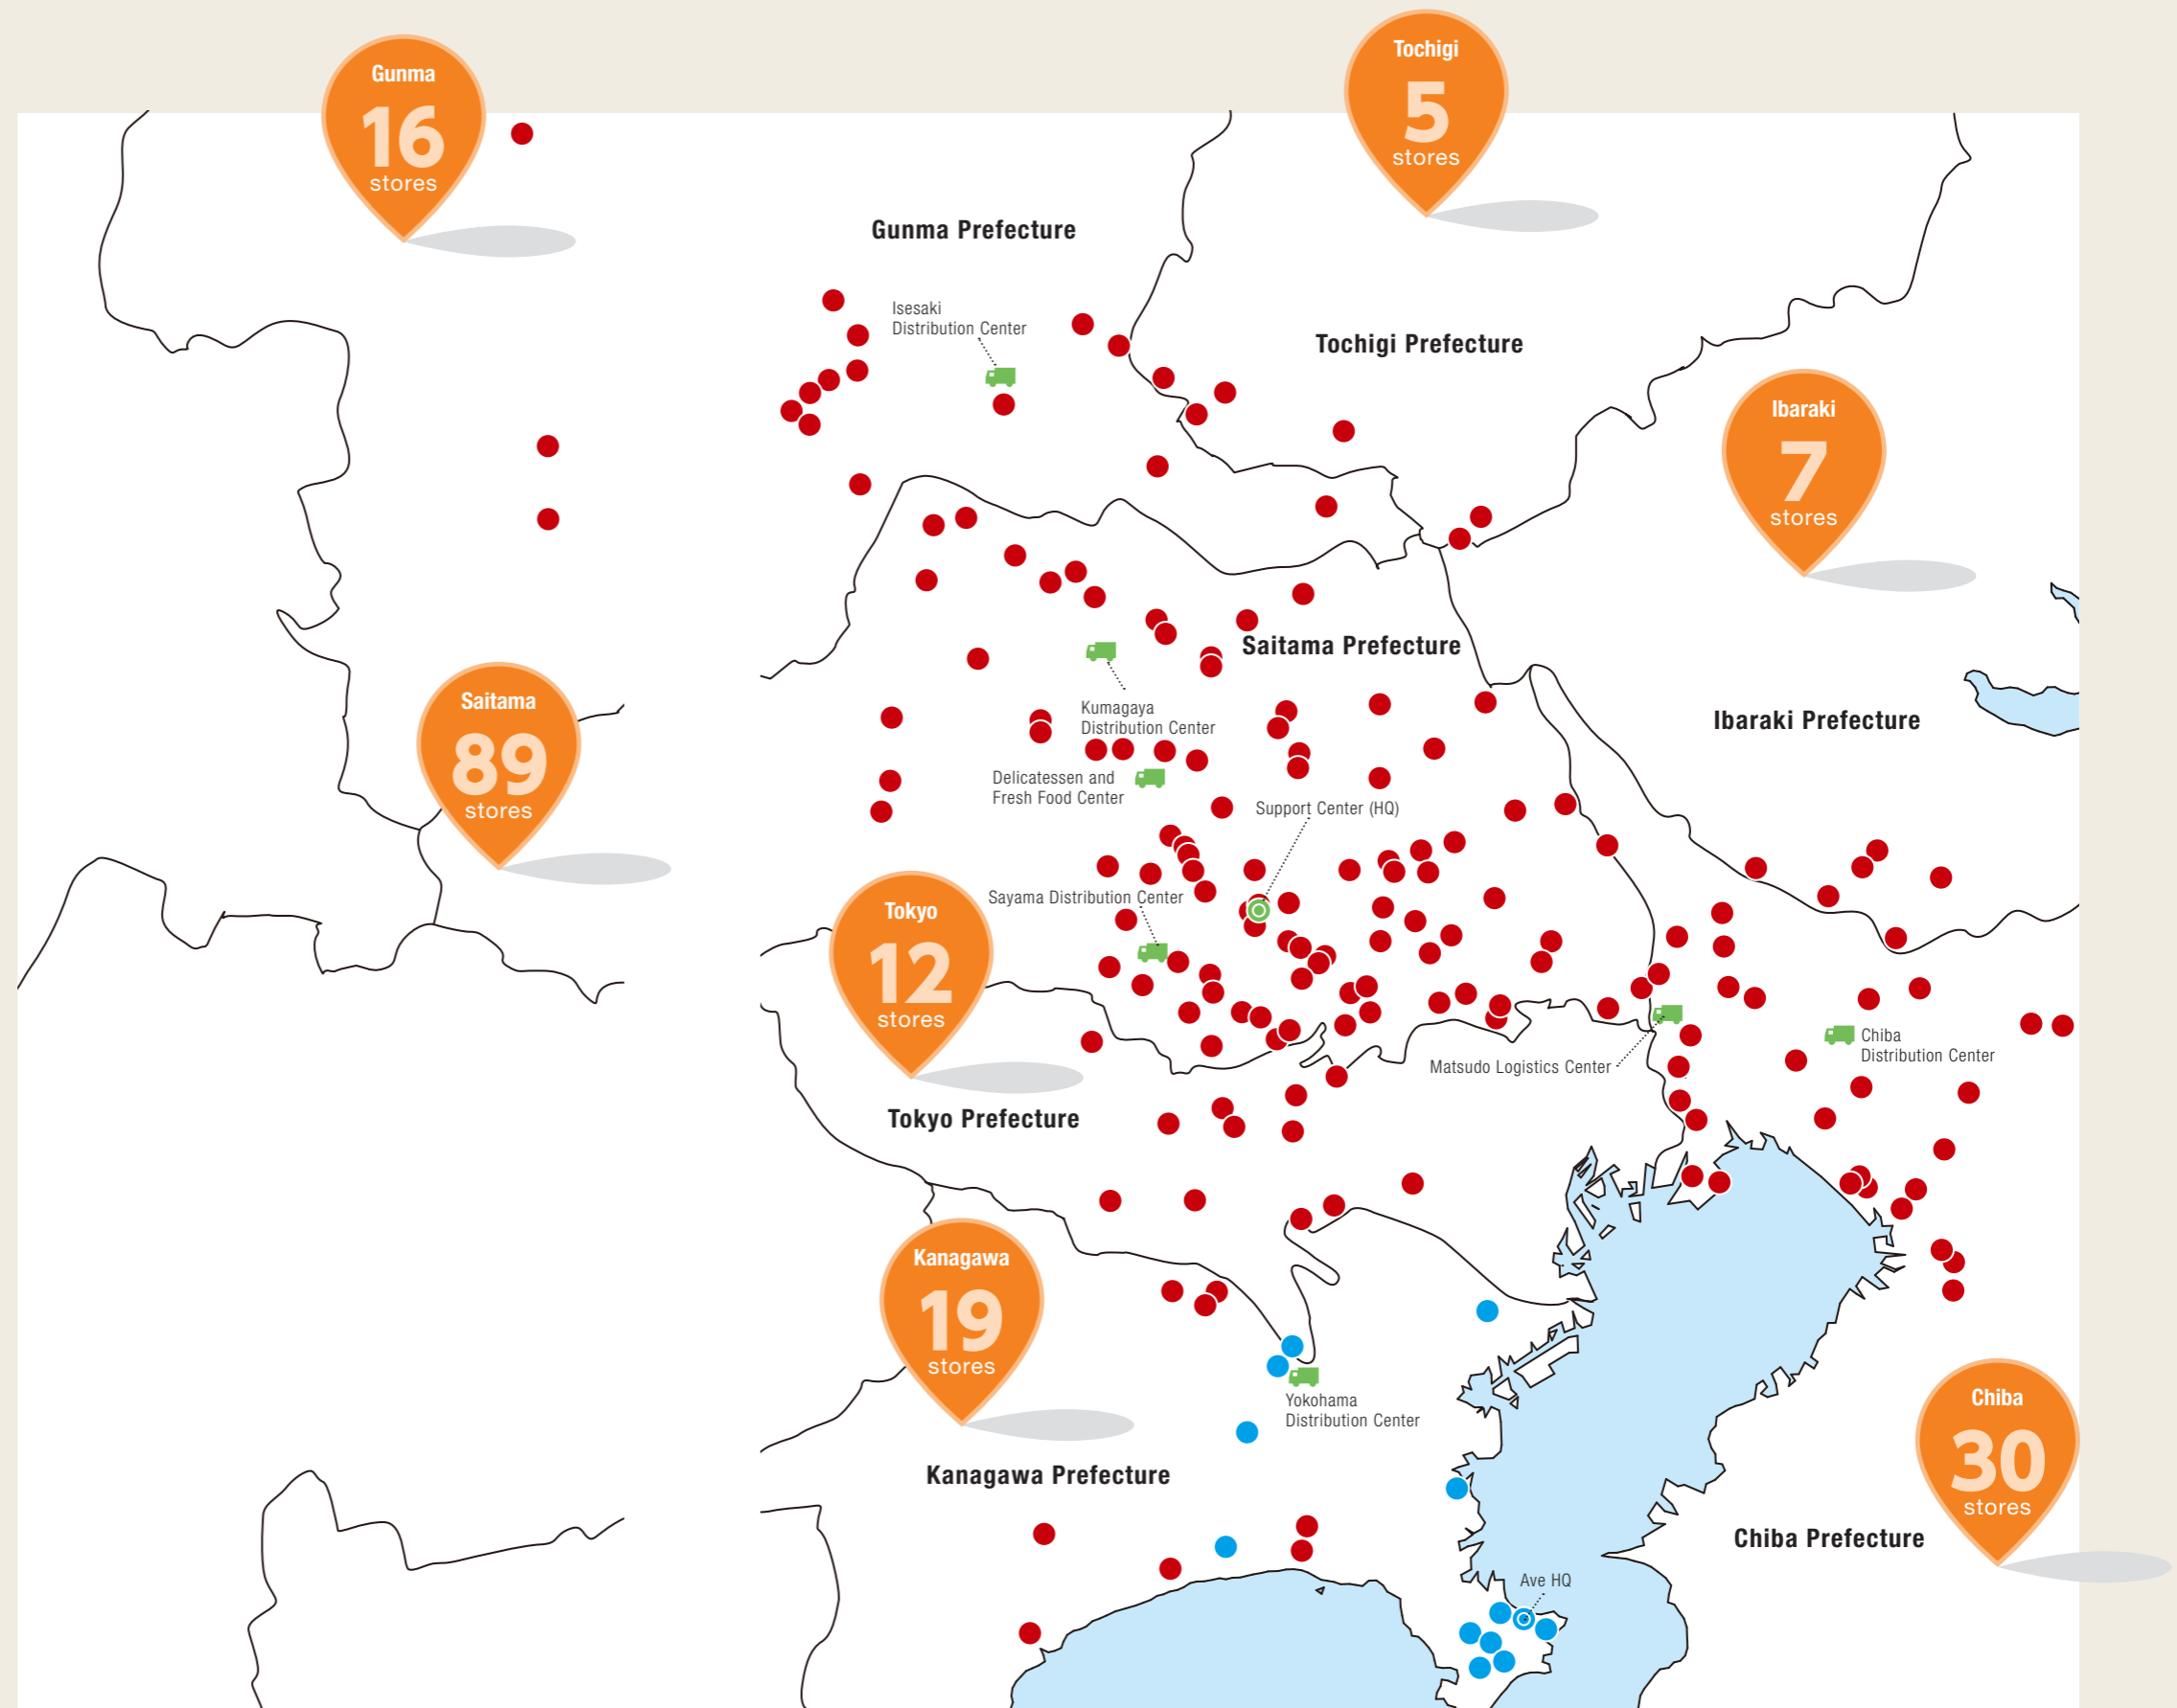 Tochigi
5
stores
Gunma
16
stores
Gunma Prefecture
Isesaki
Distribution Center
Tochigi Prefecture
Ibaraki
7
stores
Saitama Prefecture
Saitama
89
stores
Kumagaya
Distribution Center
Ibaraki Prefecture
Delicatessen and
Fresh Food Center
Support Center (HQ)
Sayama Distribution Center
Tokyo
12
stores
Matsudo Logistics Center
Chiba
Distribution Center
Tokyo Prefecture
Kanagawa
19
stores
Yokohama
Distribution Center
Kanagawa Prefecture
Chiba
30
stores
Chiba Prefecture
Ave HQ